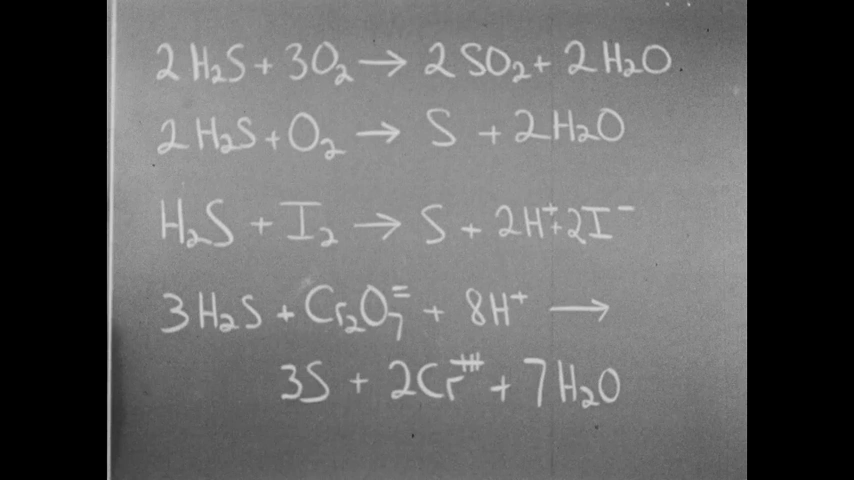 2H₂S + 3O₂ → 2SO₂ + 2H₂O
2H₂S + O₂ → S + 2H₂O
H₂S + I₂ → S + 2H⁺ + 2I⁻
3H₂S + Cr₂O₇⁼ + 8H⁺ →
3S + 2Cr⁺⁺⁺ + 7H₂O